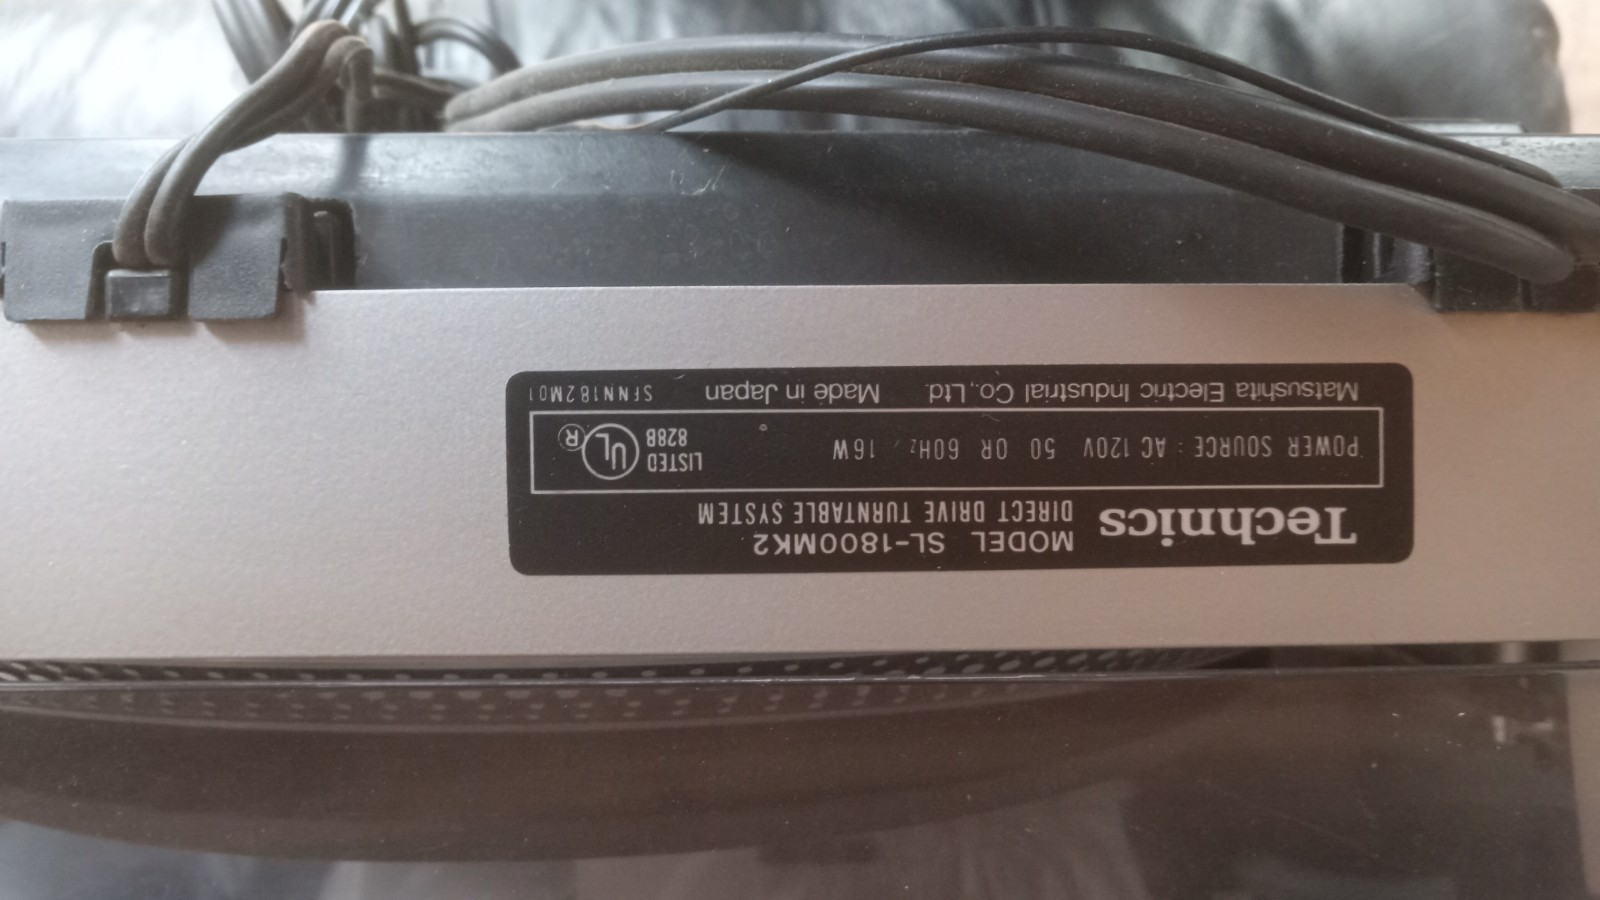 Technics
MODEL SL-1800MK2
DIRECT DRIVE TURNTABLE SYSTEM
POWER SOURCE : AC 120V 50 OR 60Hz, 16W
LISTED
828B
UL
®
Matsushita Electric Industrial Co., Ltd. Made in Japan SFNN182M01